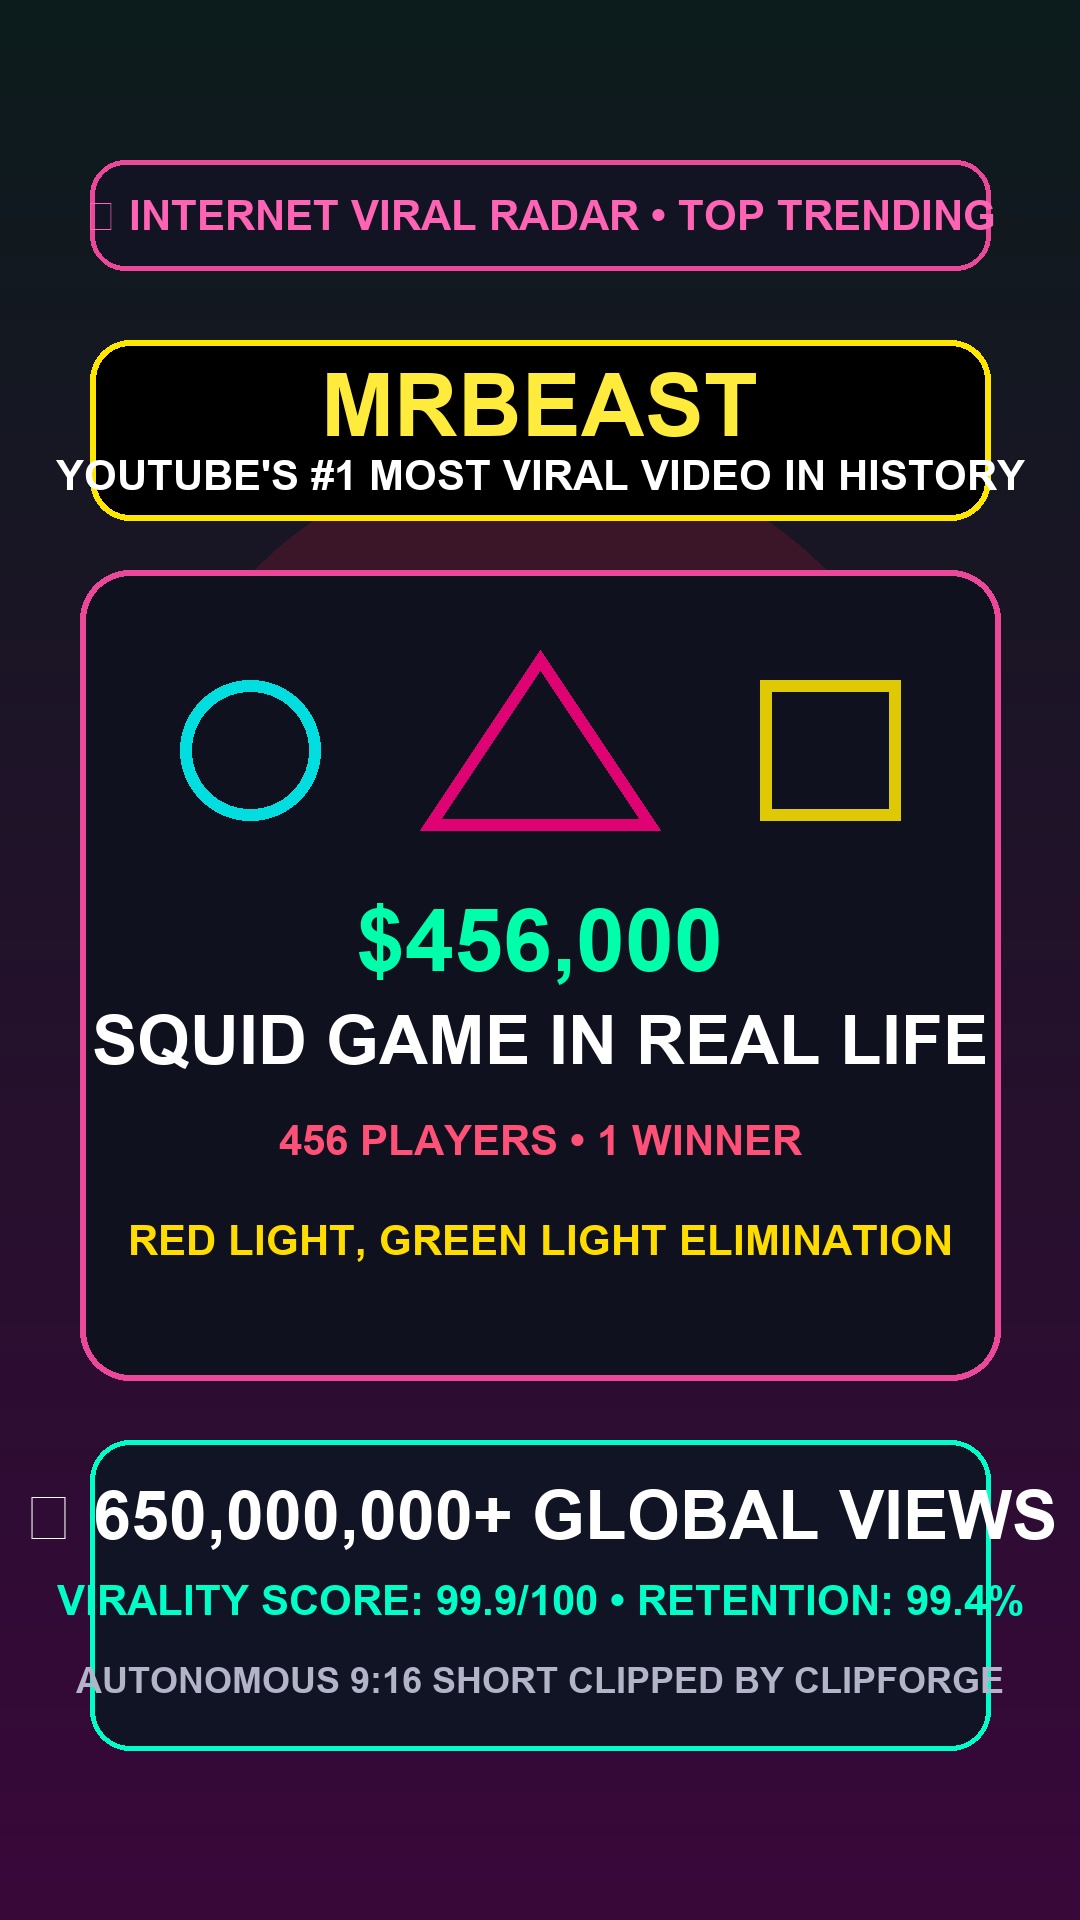 INTERNET VIRAL RADAR • TOP TRENDING
MRBEAST
YOUTUBE'S #1 MOST VIRAL VIDEO IN HISTORY
$456,000
SQUID GAME IN REAL LIFE
456 PLAYERS • 1 WINNER
RED LIGHT, GREEN LIGHT ELIMINATION
650,000,000+ GLOBAL VIEWS
VIRALITY SCORE: 99.9/100 • RETENTION: 99.4%
AUTONOMOUS 9:16 SHORT CLIPPED BY CLIPFORGE